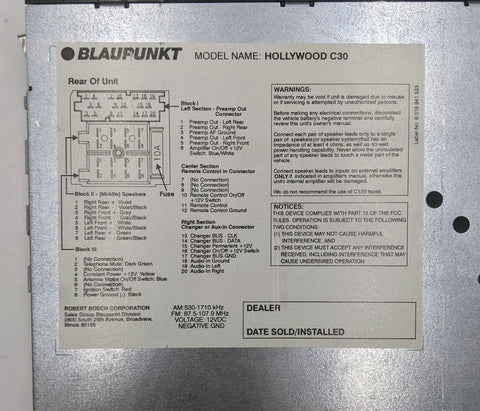 BLAUPUNKT
MODEL NAME: HOLLYWOOD C30
Rear Of Unit
10A
Fuse
Block I
Left Section - Preamp Out
Connector
1 Preamp Out - Left Rear
2 Preamp Out - Right Rear
3 Preamp AF Ground
4 Preamp Out - Left Front
5 Preamp Out - Right Front
6 Amplifier On/Off +12V
Switch: Blue/White
Center Section
Remote Control In Connector
7 (No Connection)
8 (No Connection)
9 (No Connection)
10 Remote Control On/Off
+12V Switch
11 Remote Control
12 Remote Control Ground
Right Section
Changer or Aux-In Connector
13 Changer BUS - CLK
14 Changer BUS - DATA
15 Changer Permanent +12V
16 Changer On/Off +12V Switch
17 Changer BUS-GND
18 Audio-In Ground
19 Audio In Left
20 Audio In Right
Block II - (Middle) Speakers
1 Right Rear +: Violet
2 Right Rear -: Violet/Black
3 Right Front +: Grey
4 Right Front -: Grey/Black
5 Left Front +: White
6 Left Front -: White/Black
7 Left Rear +: Green
8 Left Rear -: Green/Black
Block III
1 (No Connection)
2 Telephone Mute: Dark Green
3 (No Connection)
4 Constant Power +12V: Yellow
5 Antenna Motor On/Off Switch: Blue
6 (No Connection)
7 Ignition Switch: Red
8 Power Ground (-): Black
ROBERT BOSCH CORPORATION
Sales Group Blaupunkt Division
2800 South 25th Avenue, Broadview,
Illinois 60155
AM: 530-1710 kHz
FM: 87.5-107.9 MHz
VOLTAGE: 12VDC
NEGATIVE GND
WARNINGS:
Warranty may be void if unit is damaged due to misuse
or if servicing is attempted by unauthorized persons.
Before making any electrical connections, disconnect
the vehicle battery's negative terminal and carefully
review this unit's owner's manual.
Connect each pair of speaker leads only to a single
pair of speakers(or speaker system)that has an
impedance of at least 4 ohms, as well as 40-watt
power-handling capability. Never allow the uninsulated
part of any speaker leads to touch a metal part of the
vehicle.
Connect speaker leads to inputs on external amplifiers
ONLY if indicated in amplifier's manual, otherwise this
unit's internal amplifier will be damaged.
We do not recommend the use of C120 tapes.
NOTICES:
THIS DEVICE COMPLIES WITH PART 15 OF THE FCC
RULES. OPERATION IS SUBJECT TO THE FOLLOWING
TWO CONDITIONS:
(1) THIS DEVICE MAY NOT CAUSE HARMFUL
INTERFERENCE, AND
(2) THIS DEVICE MUST ACCEPT ANY INTERFERENCE
RECEIVED, INCLUDING INTERFERENCE THAT MAY
CAUSE UNDERSIRED OPERATION
DEALER
DATE SOLD/INSTALLED
Label No. 8 018 941 523